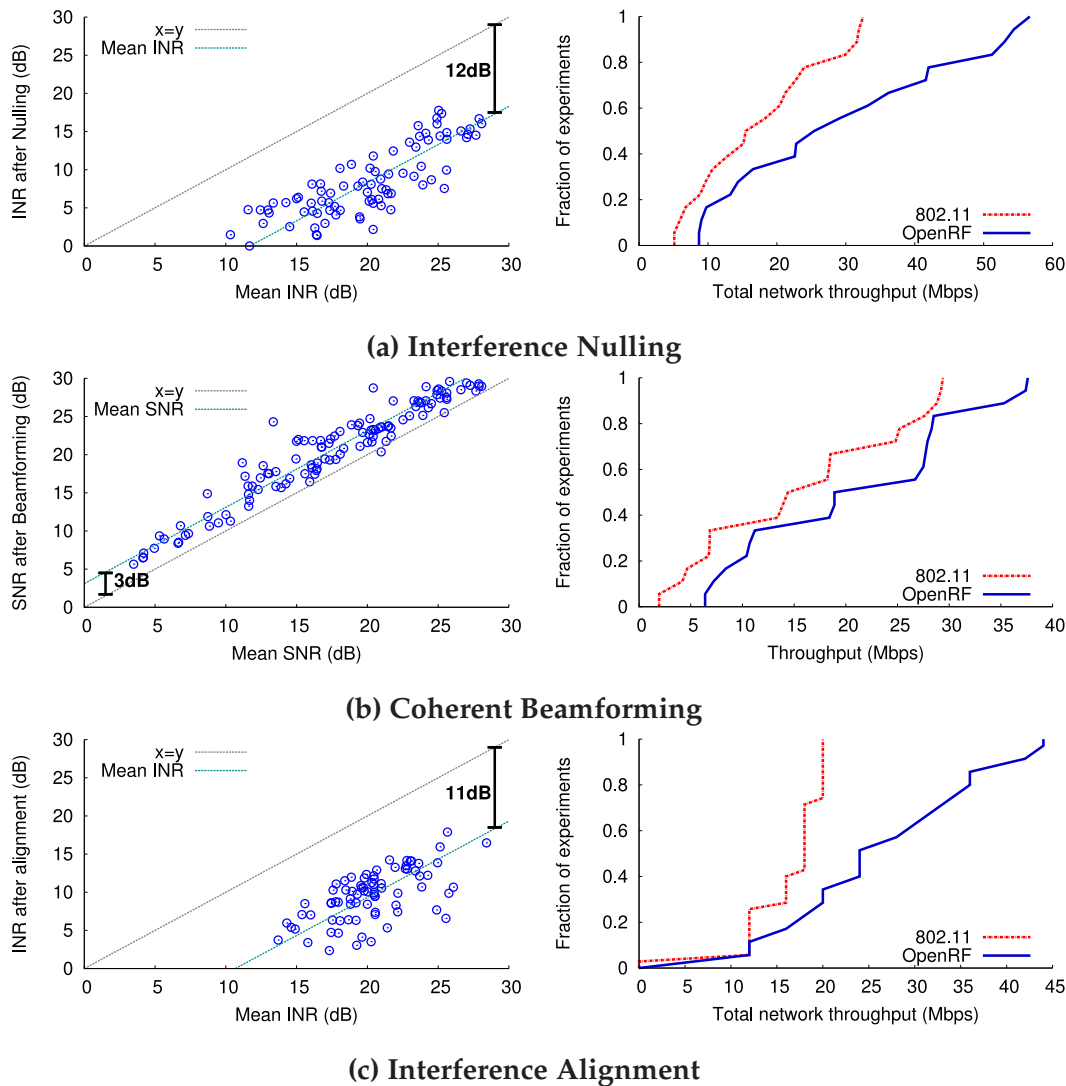 30
25
20
15
10
5
0
INR after Nulling (dB)
x=y
Mean INR
12dB
0 5 10 15 20 25 30
Mean INR (dB)
1
0.8
0.6
0.4
0.2
0
Fraction of experiments
802.11
OpenRF
0 10 20 30 40 50 60
Total network throughput (Mbps)
(a) Interference Nulling
30
25
20
15
10
5
0
SNR after Beamforming (dB)
x=y
Mean SNR
3dB
0 5 10 15 20 25 30
Mean SNR (dB)
1
0.8
0.6
0.4
0.2
0
Fraction of experiments
802.11
OpenRF
0 5 10 15 20 25 30 35 40
Throughput (Mbps)
(b) Coherent Beamforming
30
25
20
15
10
5
0
INR after alignment (dB)
x=y
Mean INR
11dB
0 5 10 15 20 25 30
Mean INR (dB)
1
0.8
0.6
0.4
0.2
0
Fraction of experiments
802.11
OpenRF
0 5 10 15 20 25 30 35 40 45
Total network throughput (Mbps)
(c) Interference Alignment